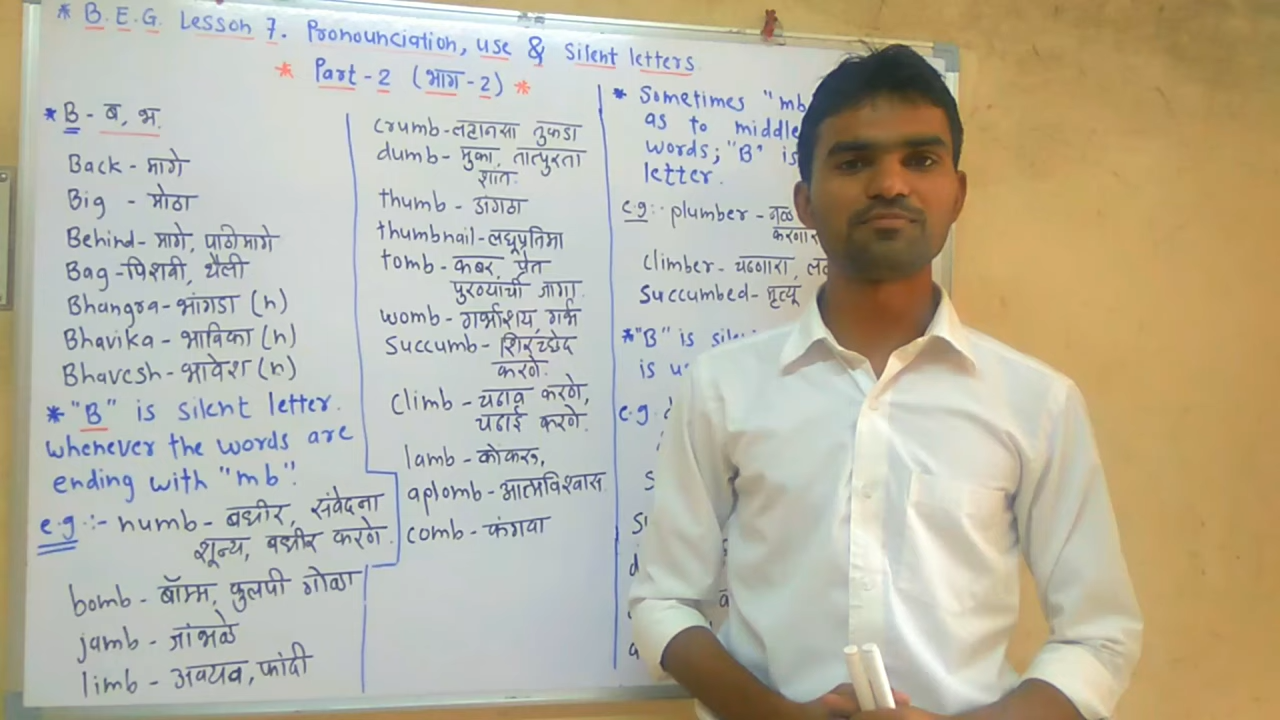 * B.E.G. Lesson 7. Pronounciation, use & silent letters
* Part-2 (भाग-2) *
* B - ब, भ.
Back - मागे
Big - मोठा
Behind - मागे, पाठीमागे
Bag - पिशवी, थैली
Bhangra - भांगडा (n)
Bhavika - भाविका (n)
Bhavesh - भावेश (n)
* "B" is silent letter.
whenever the words are
ending with "mb".
e.g:- numb - बधीर, संवेदना
शून्य, बधीर करणे.
bomb - बॉम्म, कुलपी गोळा
jamb - जांभळे
limb - अवयव, फांदी
crumb - लहानसा तुकडा
dumb - मुका, तात्पुरता
शांत.
thumb - अंगठा
thumbnail - लघुप्रतिमा
tomb - कबर, प्रेत
पुरण्याची जागा.
womb - गर्भाशय, गर्भ
succumb - शिरच्छेद
करणे.
climb - चढाव करणे,
चढाई करणे.
lamb - कोकरू,
aplomb - आत्मविश्वास
comb - कंगवा
* Sometimes "mb
as to middle
words; "B" is
letter.
e.g:- plumber - नळ
climber - चढणारा,
Succumbed - मृत्यू
* "B" is
is
e.g.